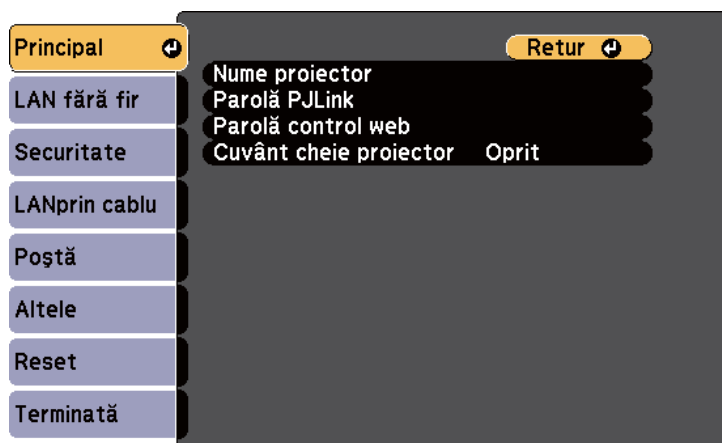 Principal
Retur
Nume proiector
LAN fără fir
Parolă PJLink
Parolă control web
Securitate
Cuvânt cheie proiector Oprit
LANprin cablu
Poştă
Altele
Reset
Terminată